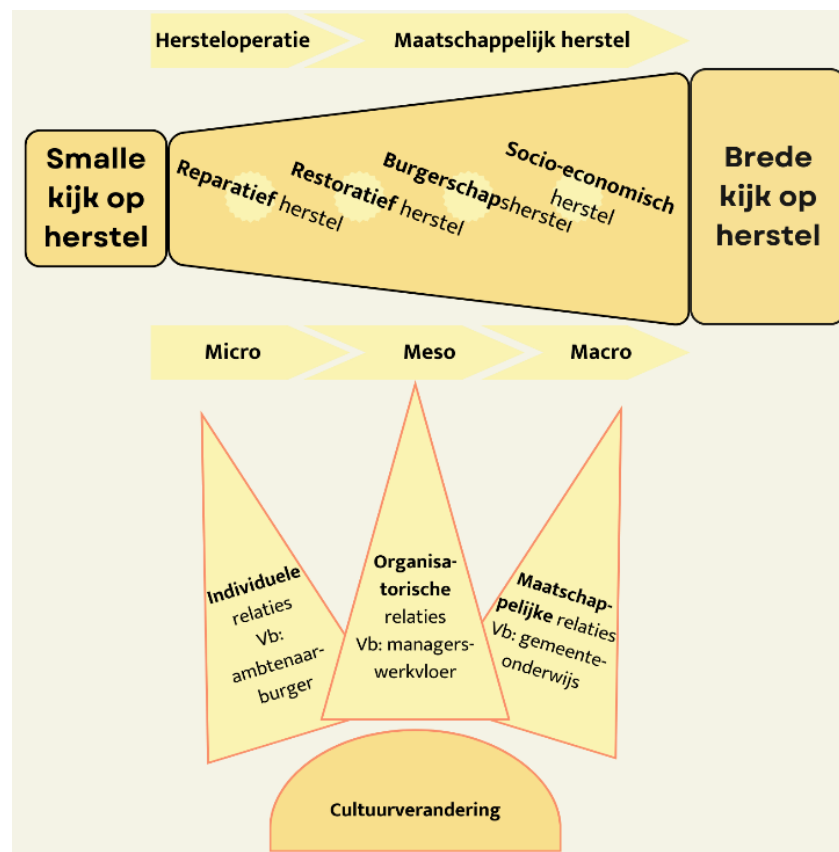 Hersteloperatie
Maatschappelijk herstel
Smalle
kijk op
herstel
Reparatief herstel
Restoratief herstel
Burgerschapsherstel
Socio-economisch
herstel
Brede
kijk op
herstel
Micro
Meso
Macro
Individuele
relaties
Vb:
ambtenaar-
burger
Organisa-
torische
relaties
Vb: managers-
werkvloer
Maatschap-
pelijke relaties
Vb: gemeente-
onderwijs
Cultuurverandering